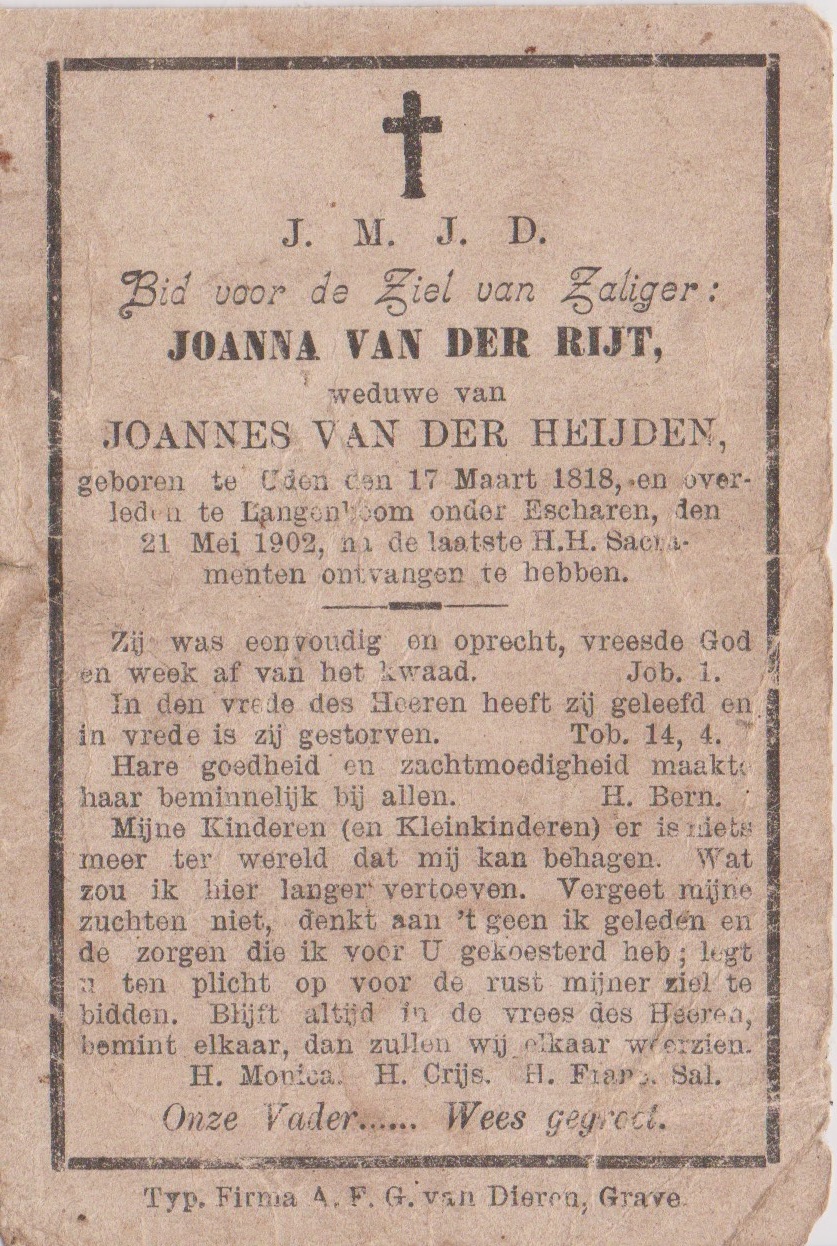 J. M. J. D.
Bid voor de Ziel van Zaliger:
JOANNA VAN DER RIJT,
weduwe van
JOANNES VAN DER HEIJDEN,
geboren te Uden den 17 Maart 1818, en over-
leden te Langenboom onder Escharen, den
21 Mei 1902, na de laatste H.H. Sacra-
menten ontvangen te hebben.
Zij was eenvoudig en oprecht, vreesde God
en week af van het kwaad. Job. 1.
In den vrede des Heeren heeft zij geleefd en
in vrede is zij gestorven. Tob. 14, 4.
Hare goedheid en zachtmoedigheid maakte
haar beminnelijk bij allen. H. Bern.
Mijne Kinderen (en Kleinkinderen) er is niets
meer ter wereld dat mij kan behagen. Wat
zou ik hier langer vertoeven. Vergeet mijne
zuchten niet, denkt aan 't geen ik geleden en
de zorgen die ik voor U gekoesterd heb; legt
u ten plicht op voor de rust mijner ziel te
bidden. Blijft altijd in de vrees des Heeren,
bemint elkaar, dan zullen wij elkaar weerzien.
H. Monica. H. Crijs. H. Frans. Sal.
Onze Vader...... Wees gegroet.
Typ. Firma A. F. G. van Dieren, Grave